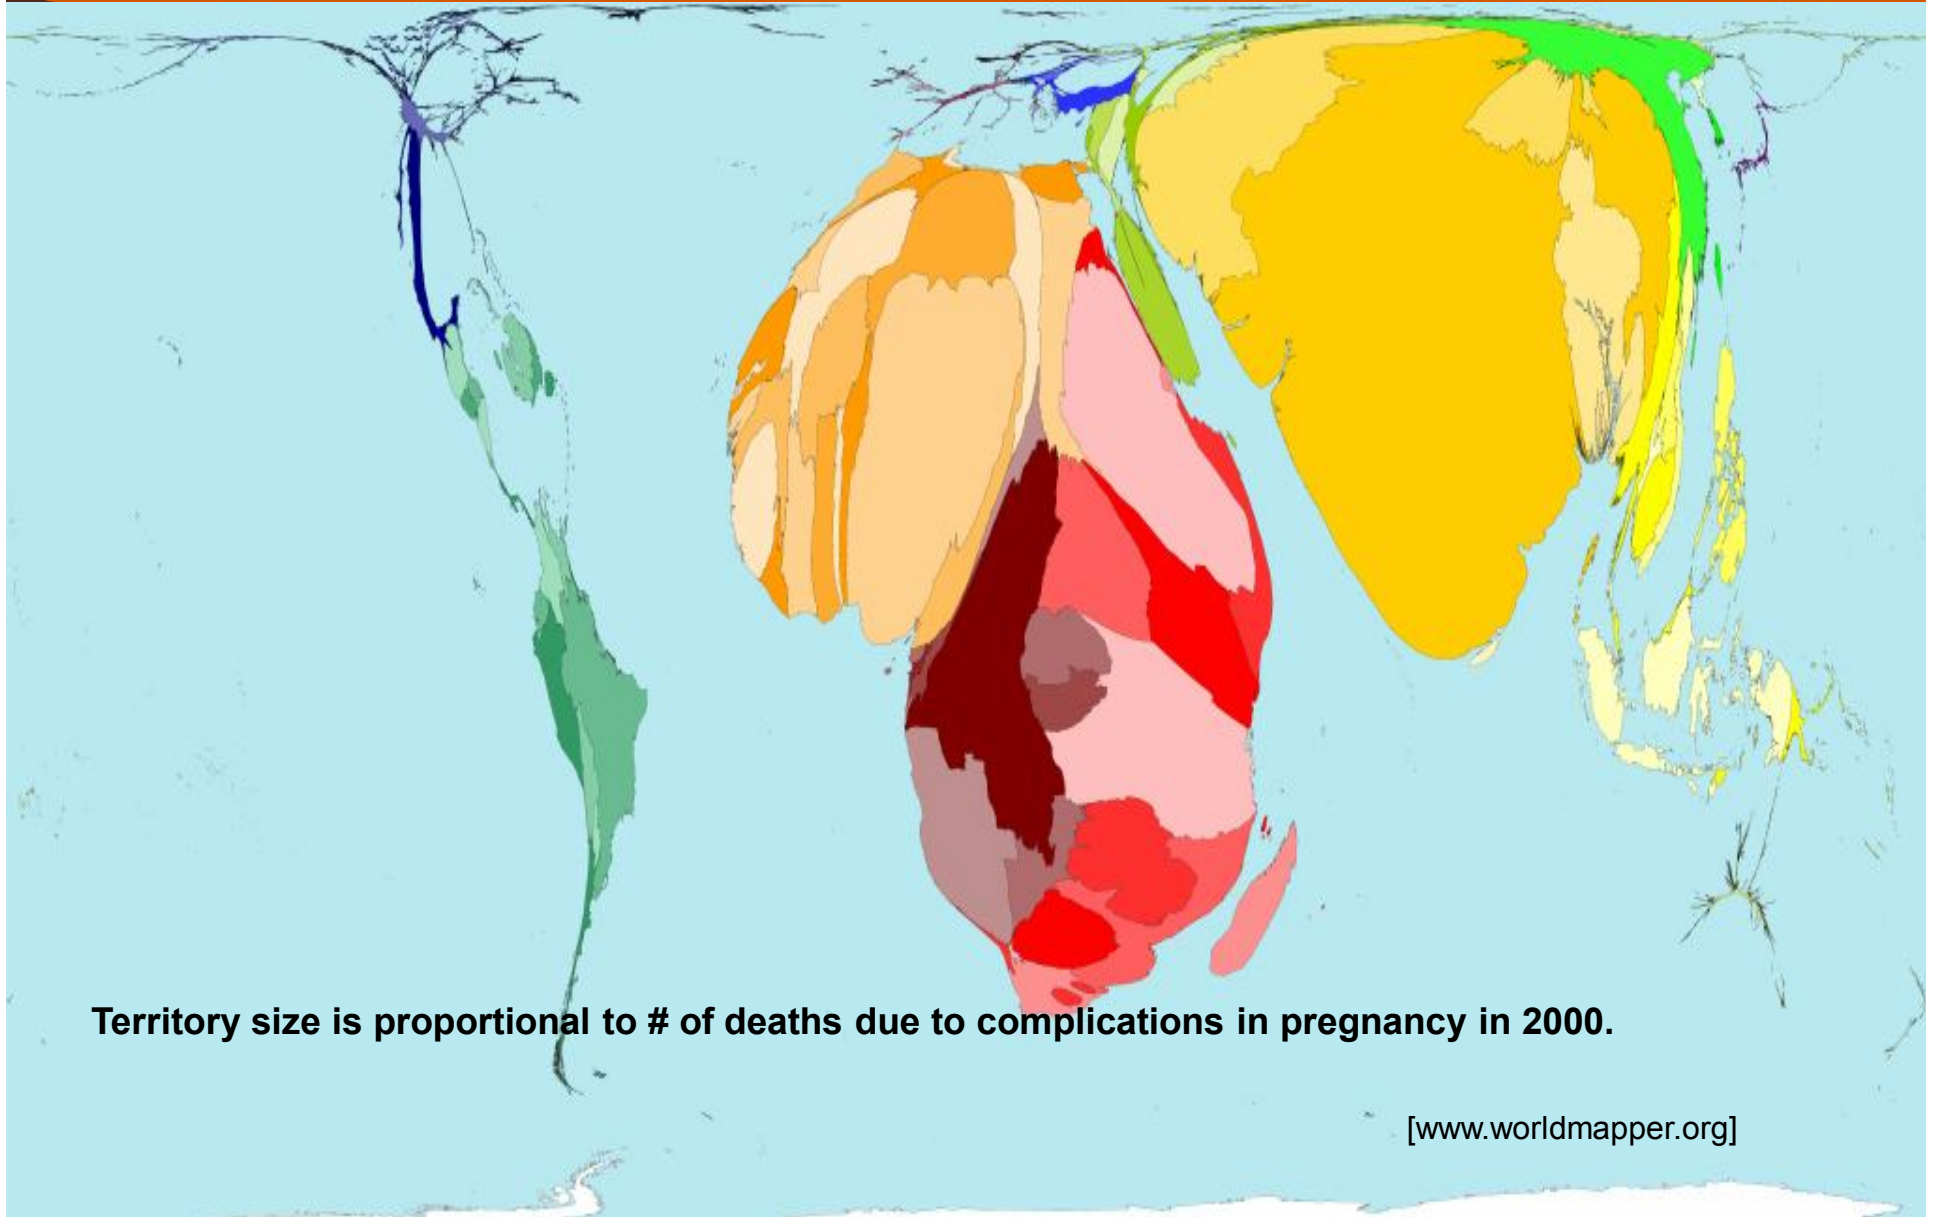 Territory size is proportional to # of deaths due to complications in pregnancy in 2000.
[www.worldmapper.org]